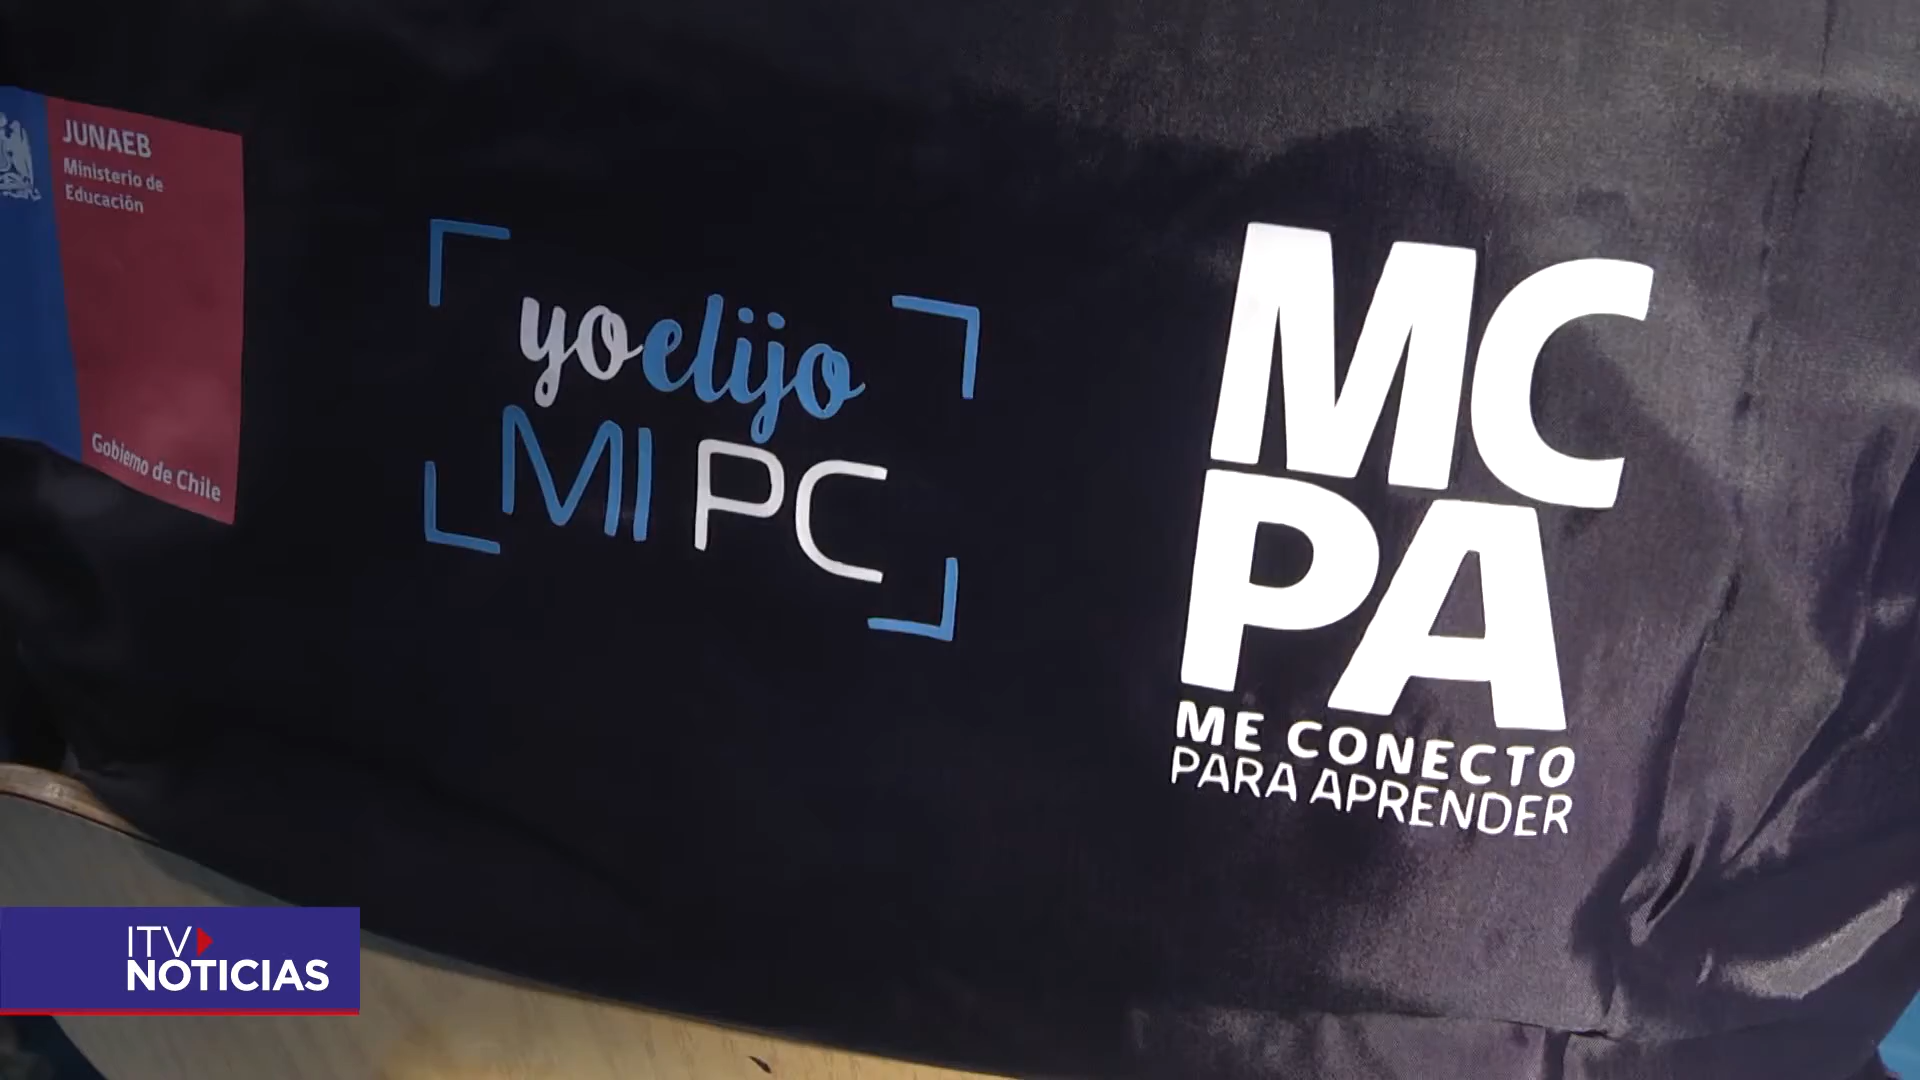 JUNAEB
Ministerio de
Educación
Gobierno de Chile
yoelijo
MI PC
MC
PA
ME CONECTO
PARA APRENDER
ITV
NOTICIAS